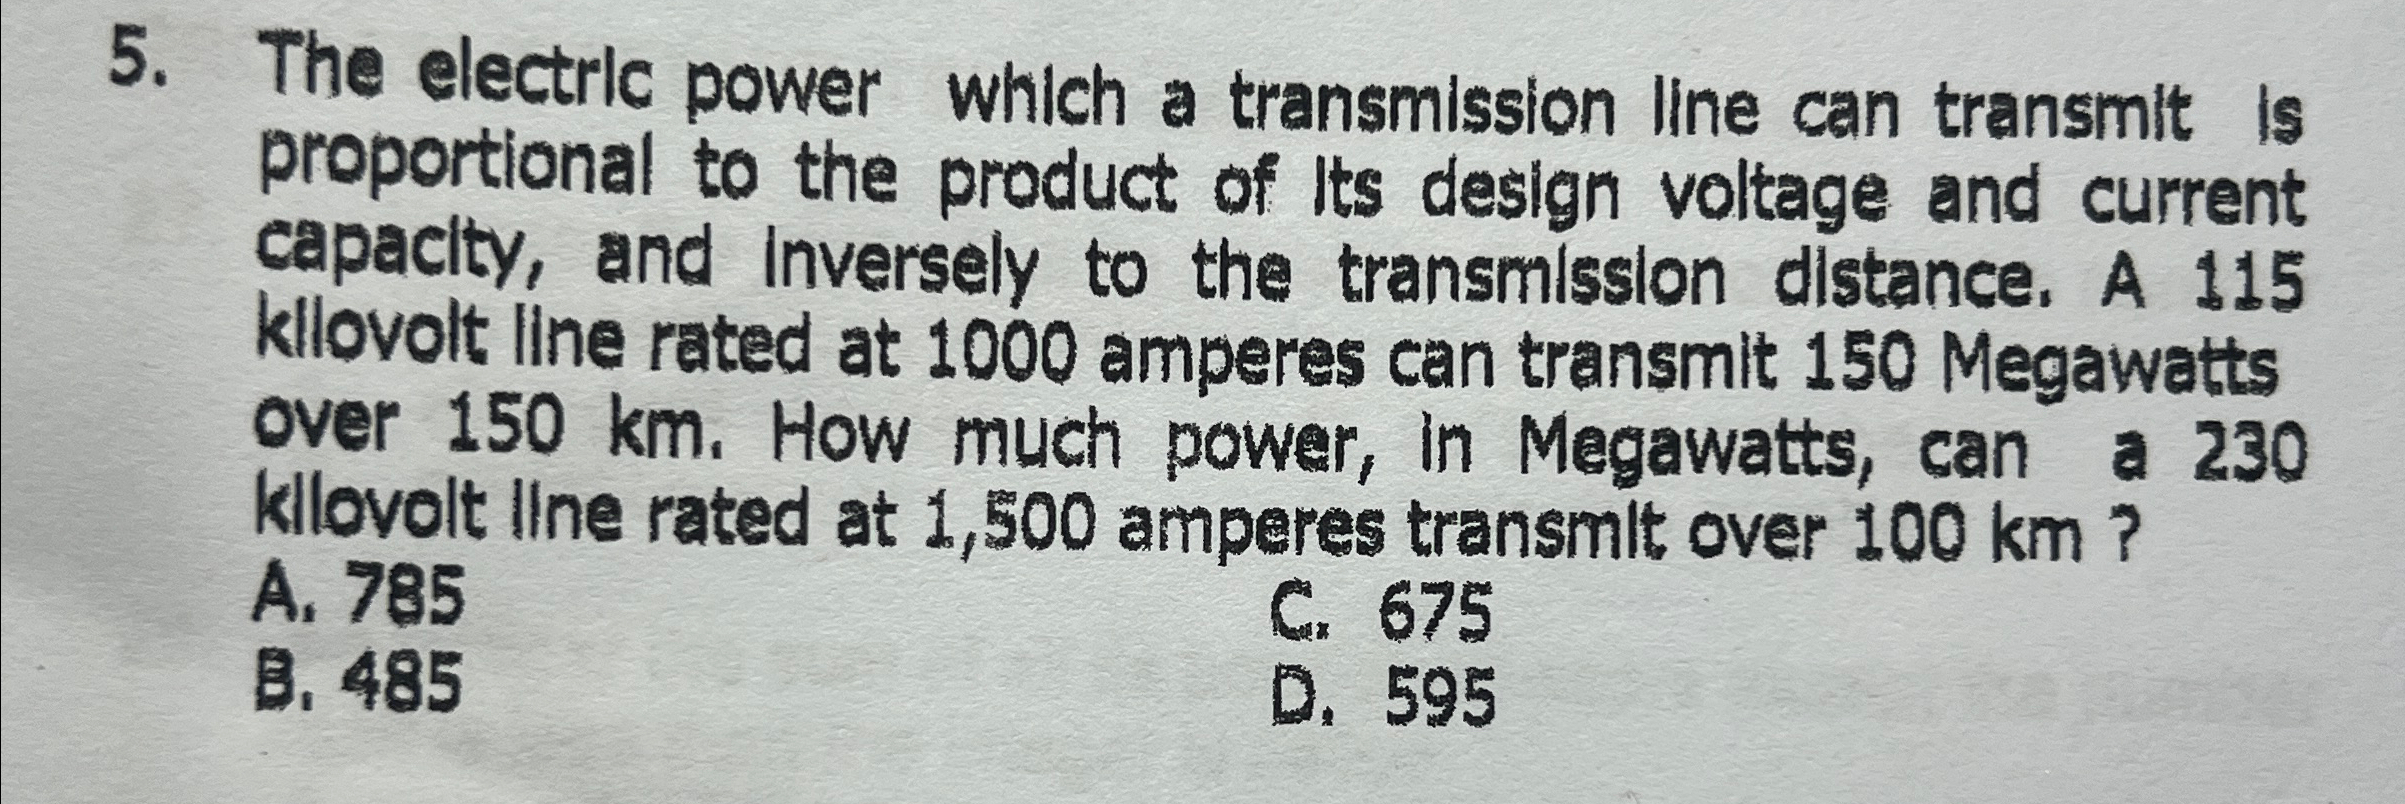 5. The electric power which a transmission line can transmit is
proportional to the product of its design voltage and current
capacity, and inversely to the transmission distance. A 115
kilovolt line rated at 1000 amperes can transmit 150 Megawatts
over 150 km. How much power, in Megawatts, can a 230
kilovolt line rated at 1,500 amperes transmit over 100 km ?
A. 785 C. 675
B. 485 D. 595